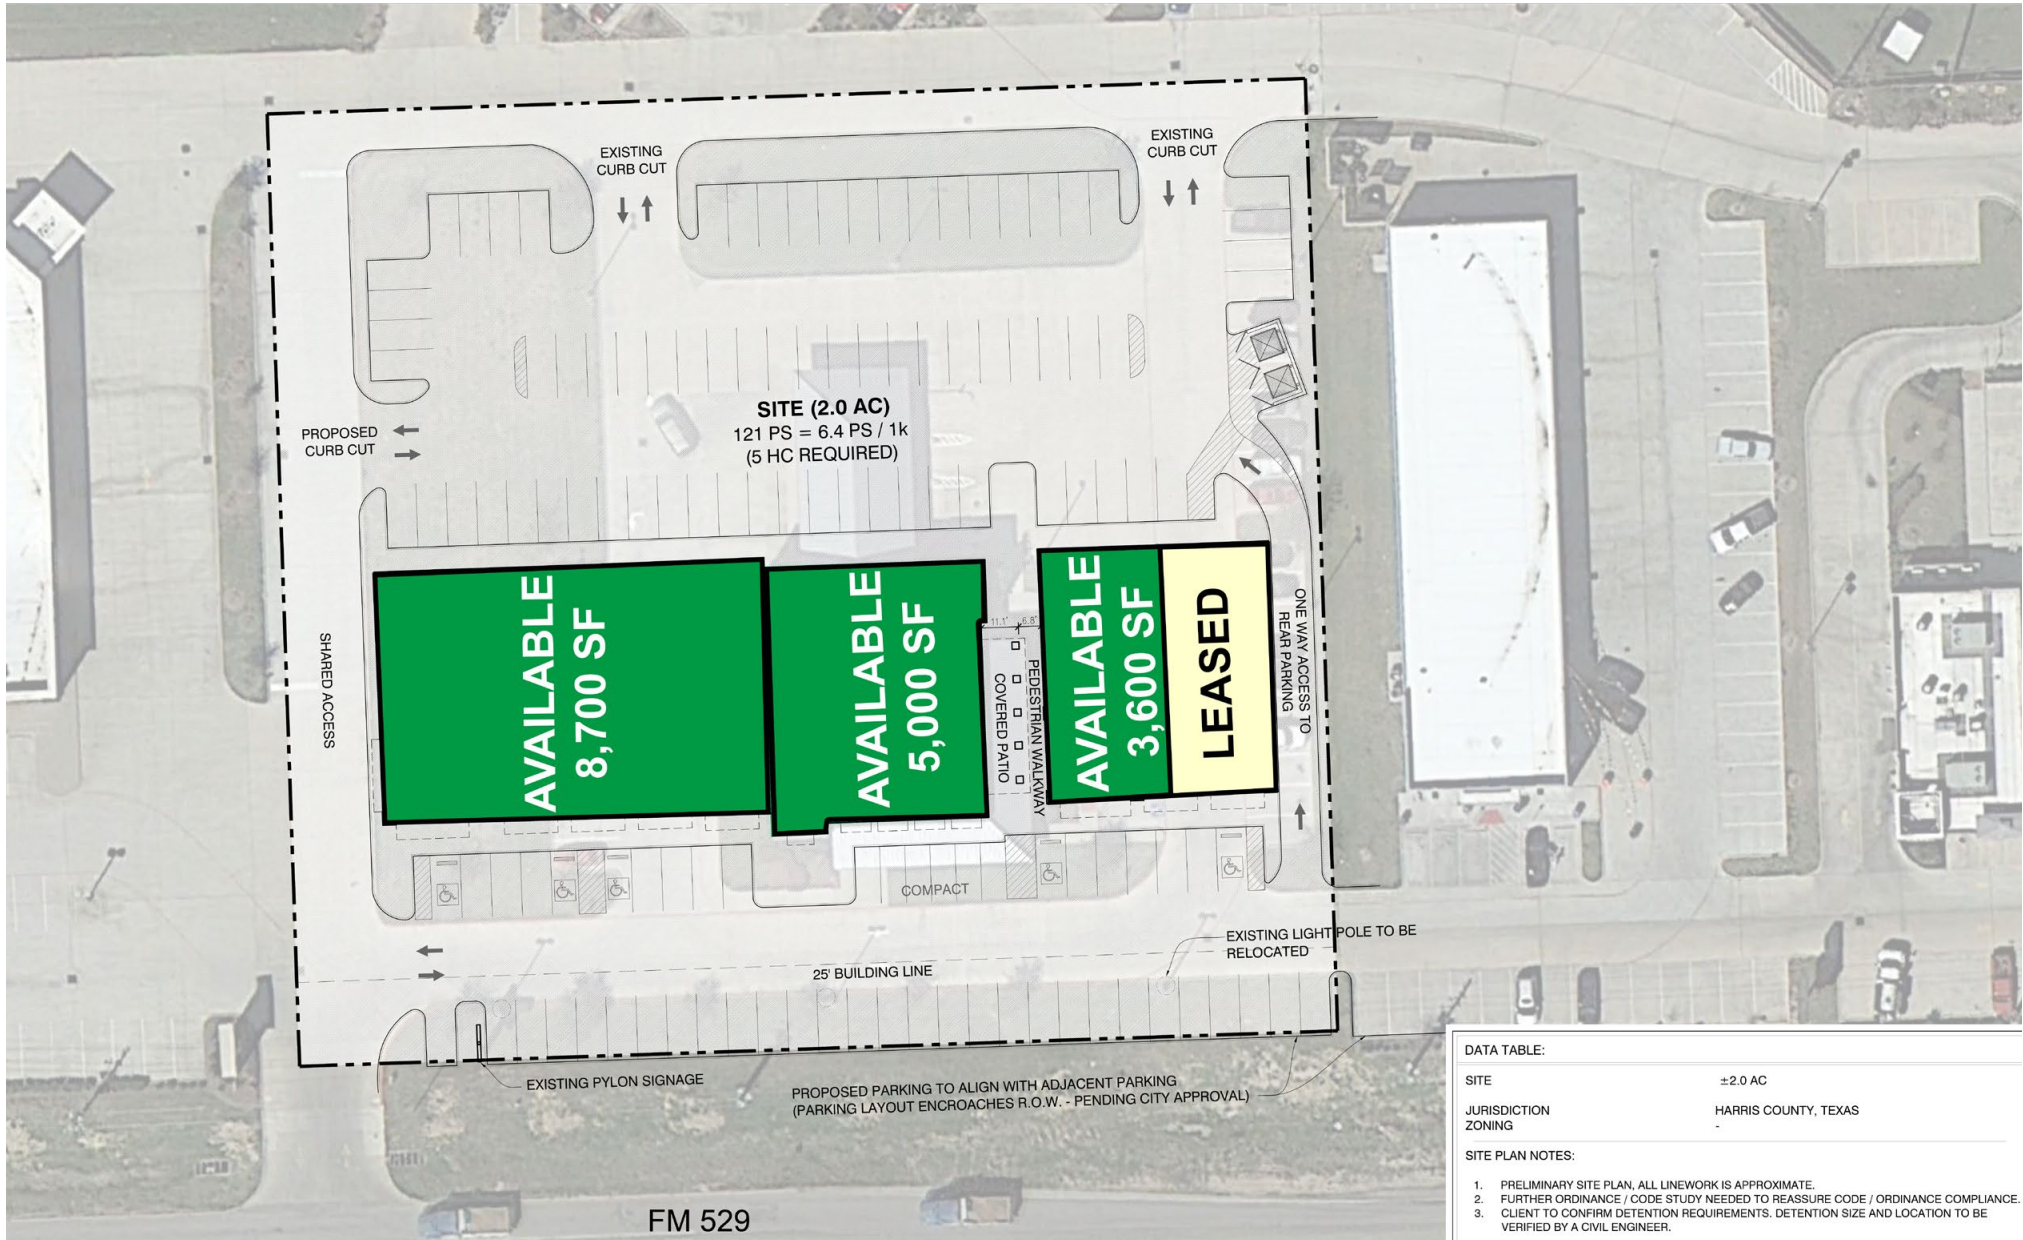 EXISTING
CURB CUT
EXISTING
CURB CUT
SITE (2.0 AC)
121 PS = 6.4 PS / 1k
(5 HC REQUIRED)
PROPOSED
CURB CUT
SHARED ACCESS
AVAILABLE
8,700 SF
AVAILABLE
5,000 SF
11.1'
6.8'
COVERED PATIO
PEDESTRIAN WALKWAY
AVAILABLE
3,600 SF
LEASED
ONE WAY ACCESS TO
REAR PARKING
COMPACT
EXISTING LIGHT POLE TO BE
RELOCATED
25' BUILDING LINE
EXISTING PYLON SIGNAGE
PROPOSED PARKING TO ALIGN WITH ADJACENT PARKING
(PARKING LAYOUT ENCROACHES R.O.W. - PENDING CITY APPROVAL)
FM 529
DATA TABLE:
SITE ±2.0 AC
JURISDICTION HARRIS COUNTY, TEXAS
ZONING -
SITE PLAN NOTES:
1. PRELIMINARY SITE PLAN, ALL LINEWORK IS APPROXIMATE.
2. FURTHER ORDINANCE / CODE STUDY NEEDED TO REASSURE CODE / ORDINANCE COMPLIANCE.
3. CLIENT TO CONFIRM DETENTION REQUIREMENTS. DETENTION SIZE AND LOCATION TO BE
VERIFIED BY A CIVIL ENGINEER.